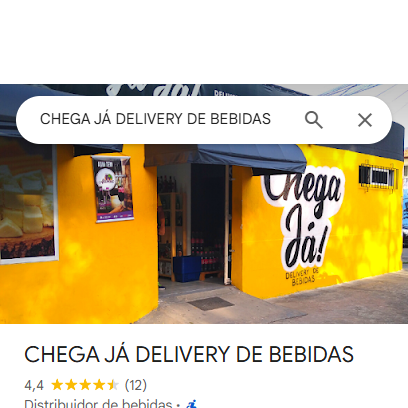 CHEGA JÁ DELIVERY DE BEBIDAS
Chega
Já!
DELIVERY DE
BEBIDAS
CHEGA JÁ DELIVERY DE BEBIDAS
4,4 (12)
Distribuidor de bebidas ·